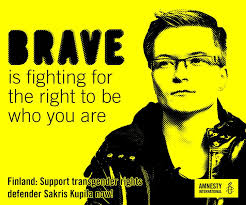 BRAVE
is fighting for
the right to be
who you are
Finland: Support transgender rights
defender Sakris Kupila now!
AMNESTY
INTERNATIONAL